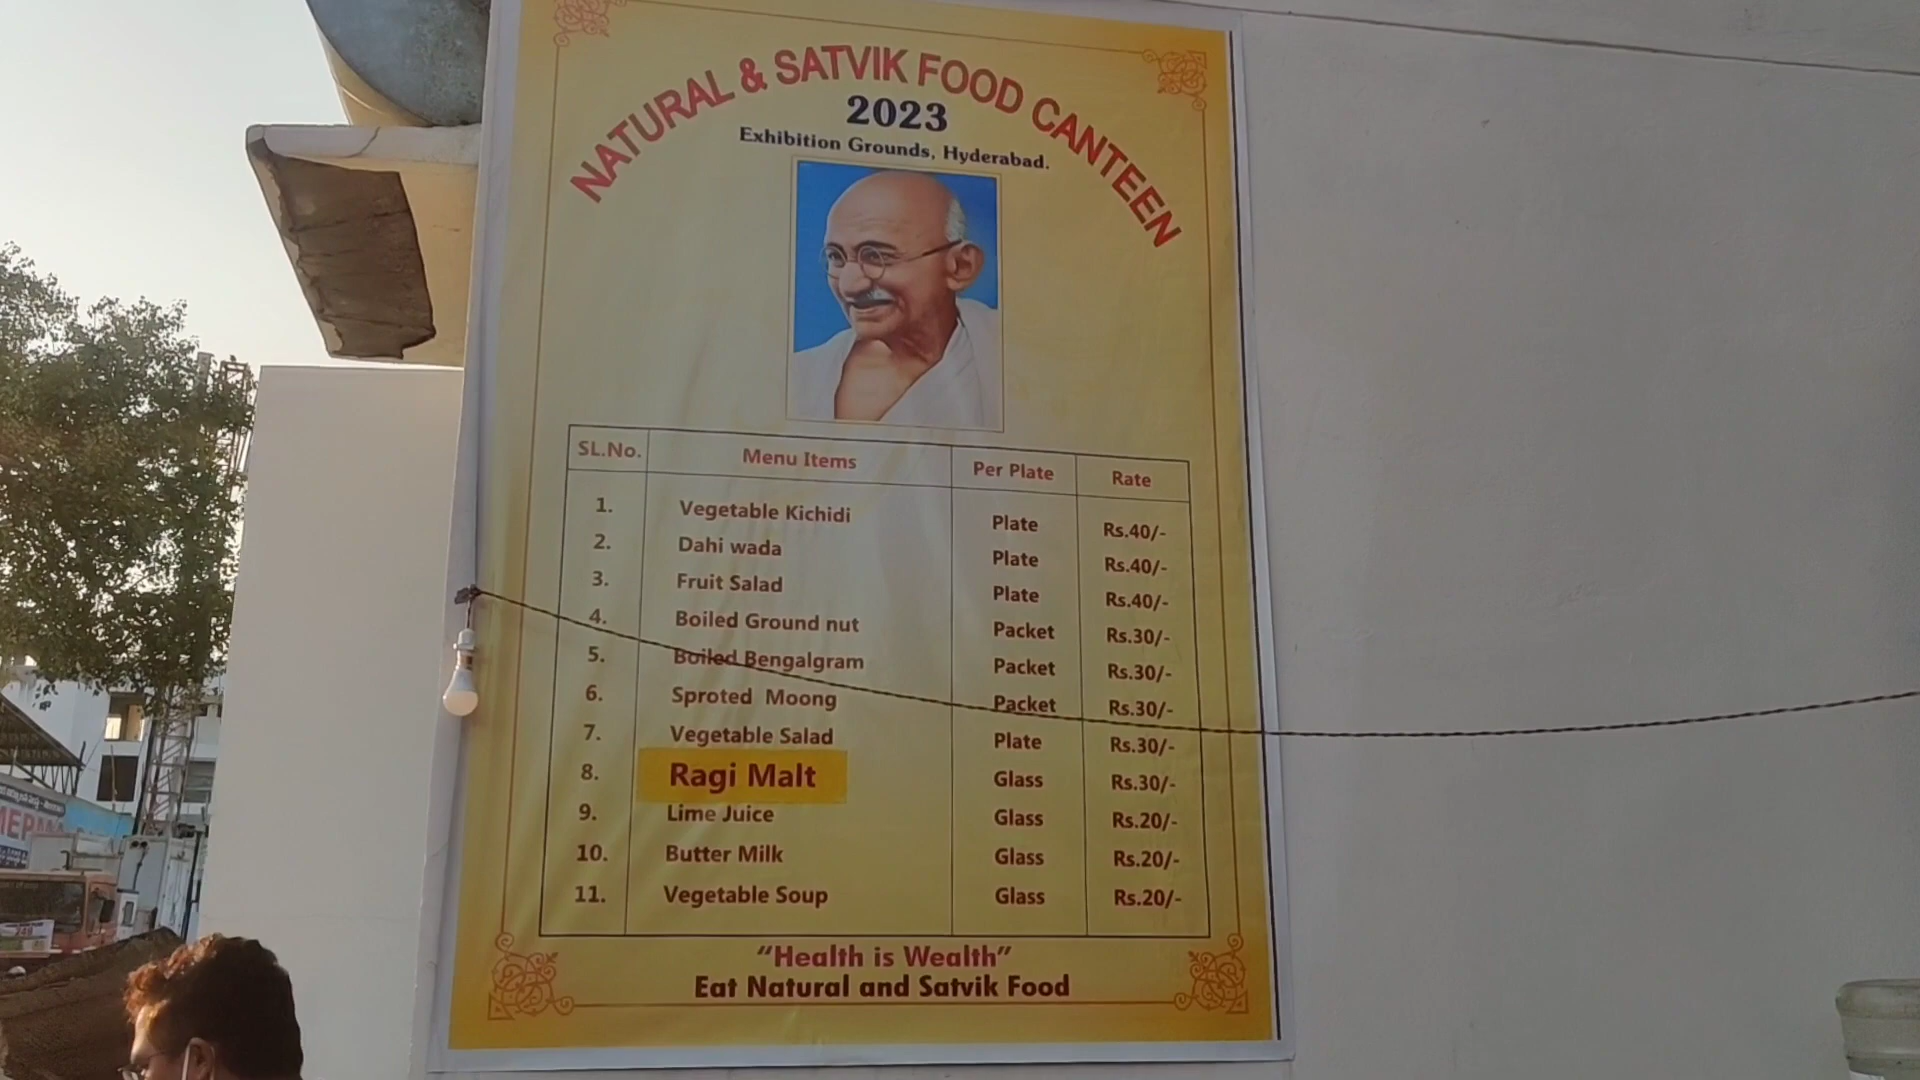 NATURAL & SATVIK FOOD CANTEEN
2023
Exhibition Grounds, Hyderabad.
SL.No. Menu Items Per Plate Rate
1. Vegetable Kichidi Plate Rs.40/-
2. Dahi wada Plate Rs.40/-
3. Fruit Salad Plate Rs.40/-
4. Boiled Ground nut Packet Rs.30/-
5. Boiled Bengalgram Packet Rs.30/-
6. Sproted Moong Packet Rs.30/-
7. Vegetable Salad Plate Rs.30/-
8. Ragi Malt Glass Rs.30/-
9. Lime Juice Glass Rs.20/-
10. Butter Milk Glass Rs.20/-
11. Vegetable Soup Glass Rs.20/-
"Health is Wealth"
Eat Natural and Satvik Food